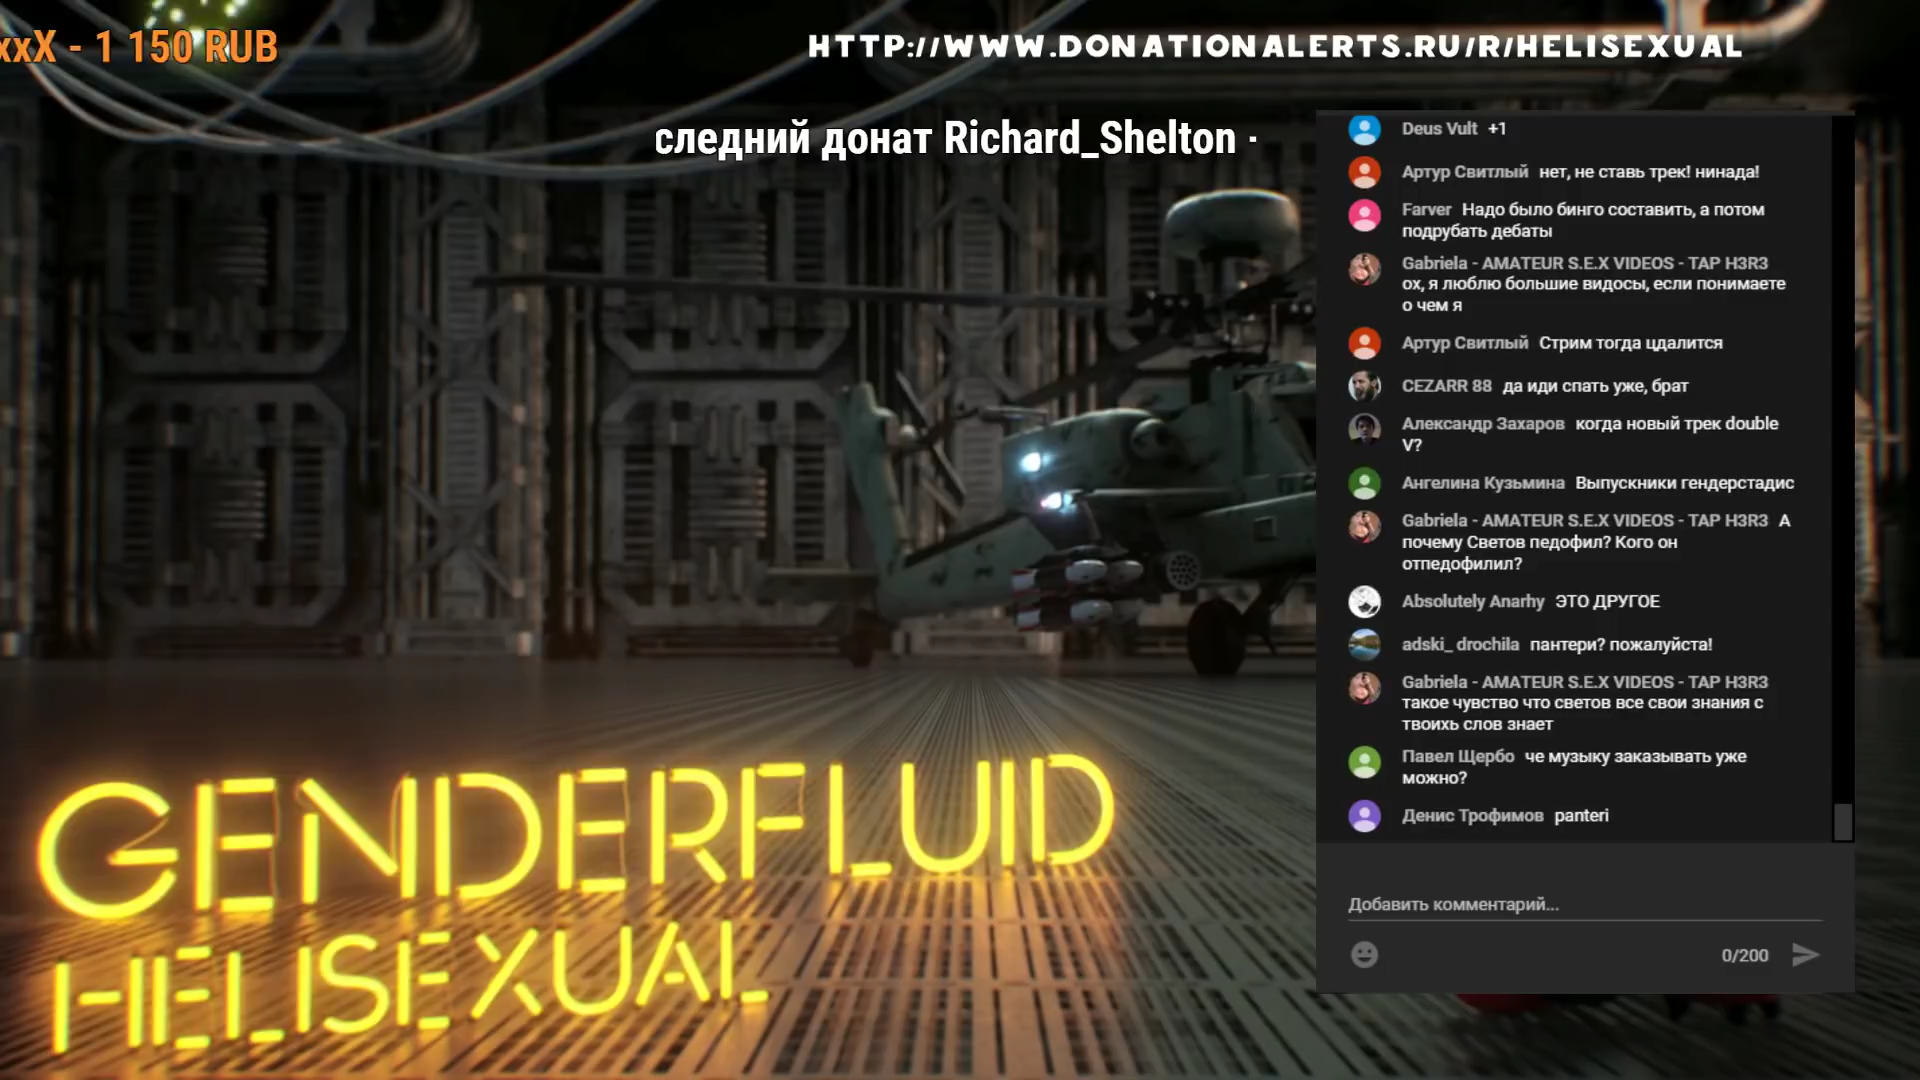 xxX - 1 150 RUB
HTTP://WWW.DONATIONALERTS.RU/R/HELISEXUAL
следний донат Richard_Shelton ·
Deus Vult +1
Артур Свитлый нет, не ставь трек! нинада!
Farver Надо было бинго составить, а потом
подрубать дебаты
Gabriela - AMATEUR S.E.X VIDEOS - TAP H3R3
ох, я люблю большие видосы, если понимаете
о чем я
Артур Свитлый Стрим тогда цдалится
CEZARR 88 да иди спать уже, брат
Александр Захаров когда новый трек double
V?
Ангелина Кузьмина Выпускники гендерстадис
Gabriela - AMATEUR S.E.X VIDEOS - TAP H3R3 А
почему Светов педофил? Кого он
отпедофилил?
Absolutely Anarhy ЭТО ДРУГОЕ
adski_ drochila пантери? пожалуйста!
Gabriela - AMATEUR S.E.X VIDEOS - TAP H3R3
такое чувство что светов все свои знания с
твоихь слов знает
Павел Щербо че музыку заказывать уже
можно?
Денис Трофимов panteri
Добавить комментарий...
0/200
GENDERFLUID
HELISEXUAL